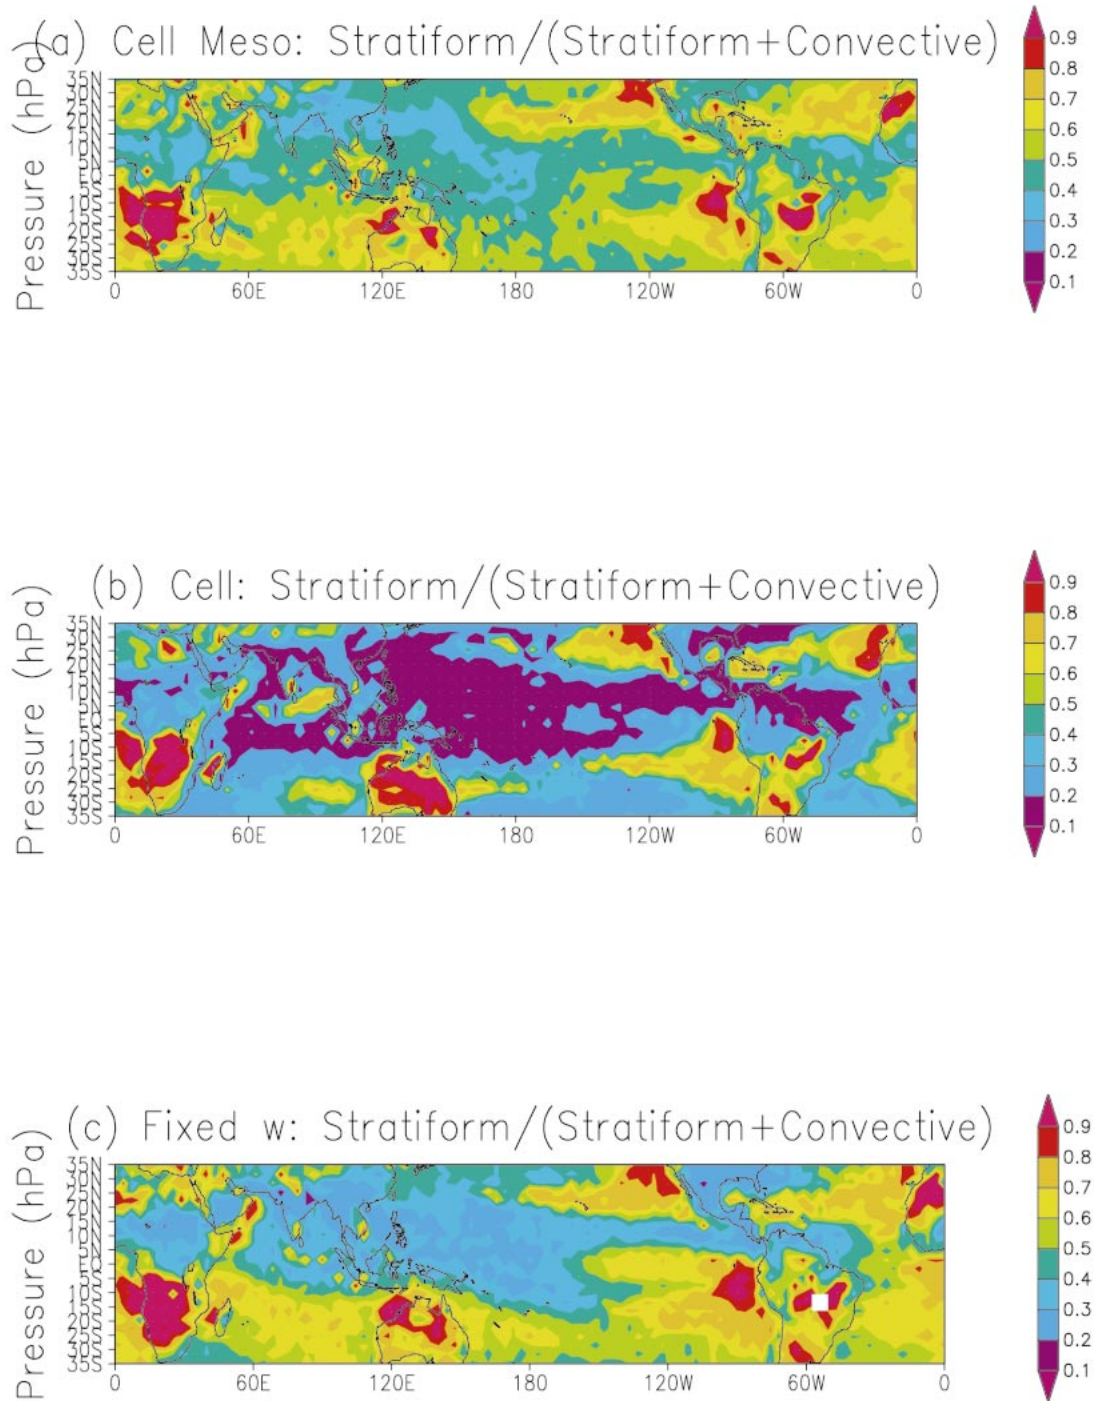 (a) Cell Meso: Stratiform/(Stratiform+Convective)
Pressure (hPa)
35N
30N
25N
20N
15N
10N
5N
EQ
5S
10S
15S
20S
25S
30S
35S
0 60E 120E 180 120W 60W 0
0.9
0.8
0.7
0.6
0.5
0.4
0.3
0.2
0.1
(b) Cell: Stratiform/(Stratiform+Convective)
Pressure (hPa)
35N
30N
25N
20N
15N
10N
5N
EQ
5S
10S
15S
20S
25S
30S
35S
0 60E 120E 180 120W 60W 0
0.9
0.8
0.7
0.6
0.5
0.4
0.3
0.2
0.1
(c) Fixed w: Stratiform/(Stratiform+Convective)
Pressure (hPa)
35N
30N
25N
20N
15N
10N
5N
EQ
5S
10S
15S
20S
25S
30S
35S
0 60E 120E 180 120W 60W 0
0.9
0.8
0.7
0.6
0.5
0.4
0.3
0.2
0.1